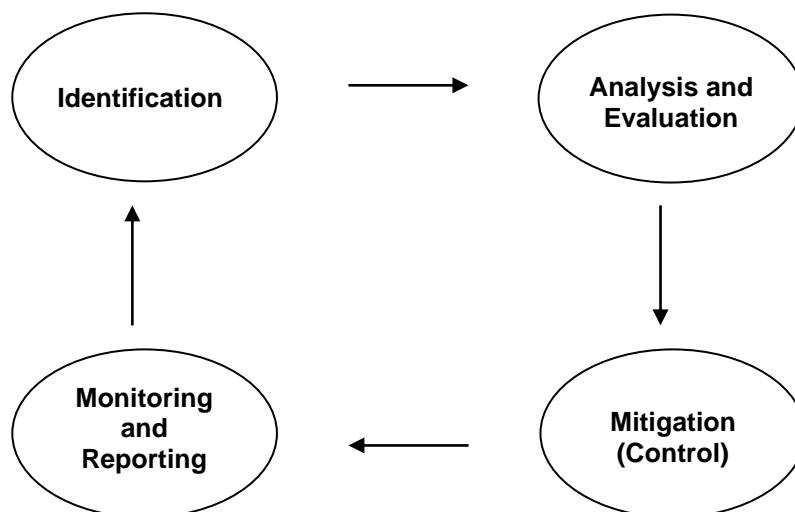 Identification
Analysis and
Evaluation
Monitoring
and
Reporting
Mitigation
(Control)